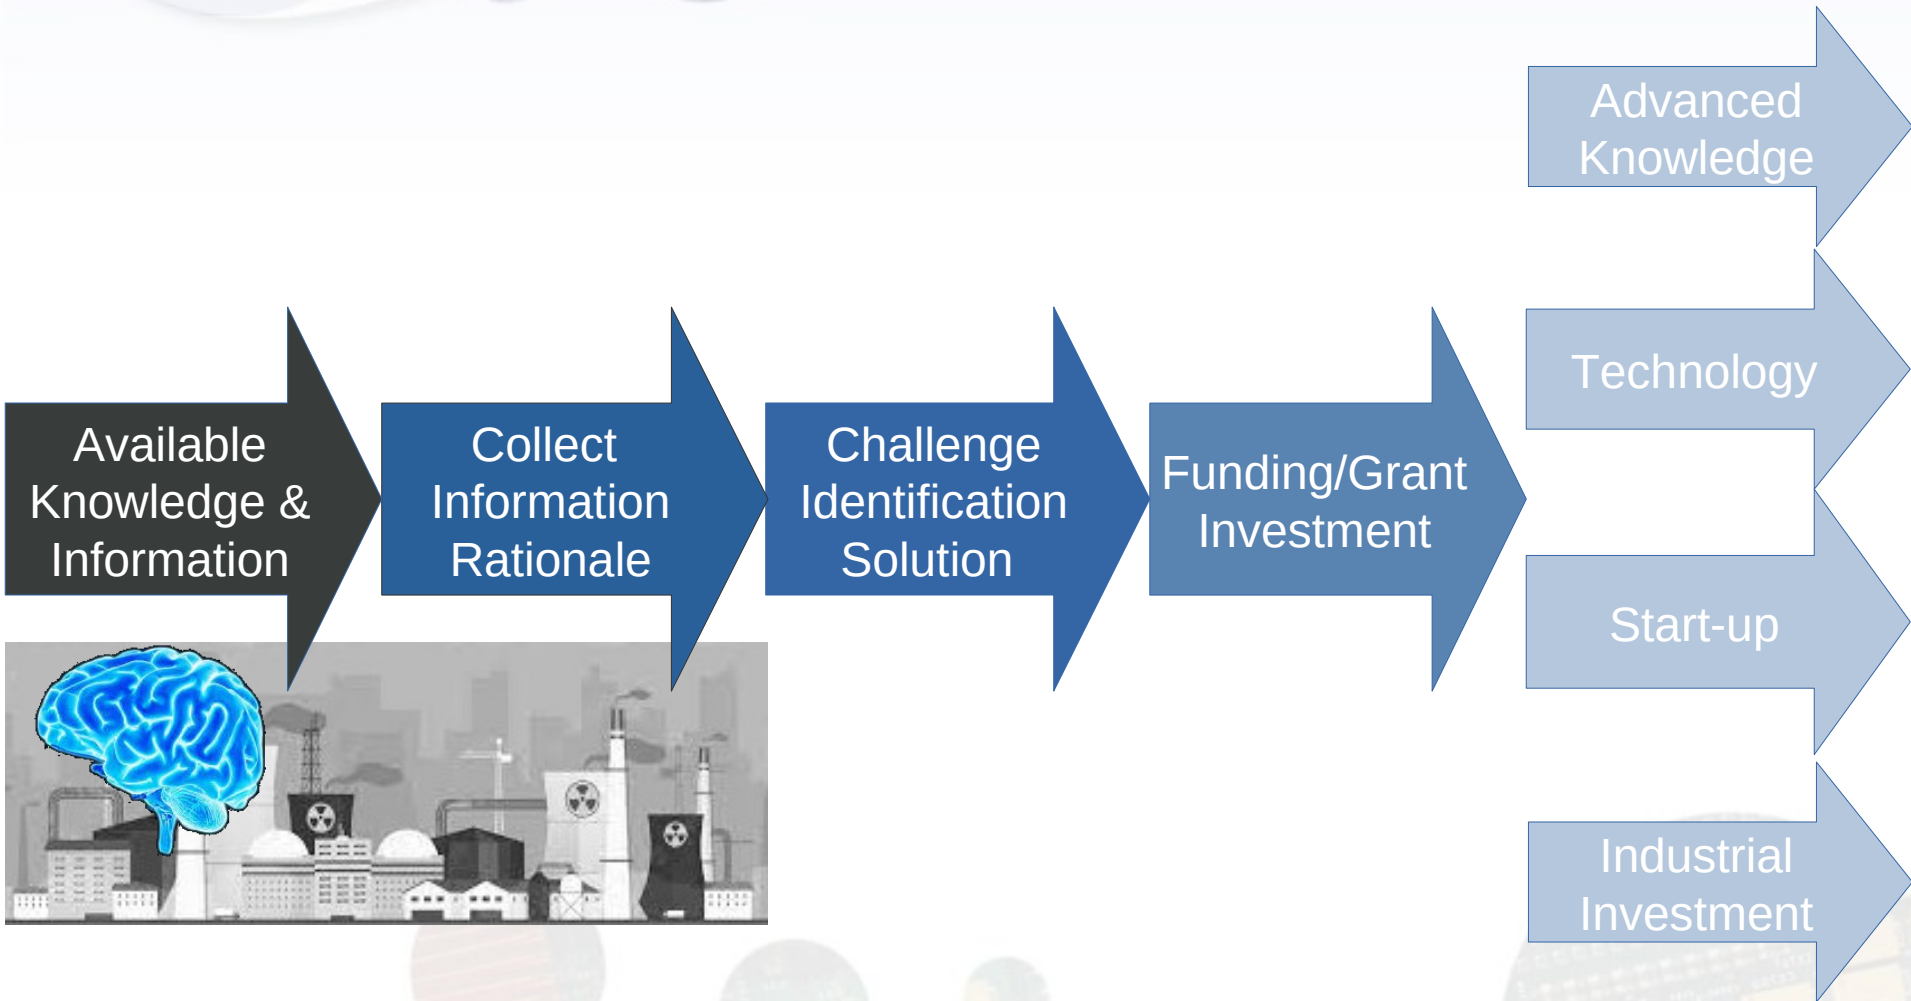 Available
Knowledge &
Information
Collect
Information
Rationale
Challenge
Identification
Solution
Funding/Grant
Investment
Advanced
Knowledge
Technology
Start-up
Industrial
Investment